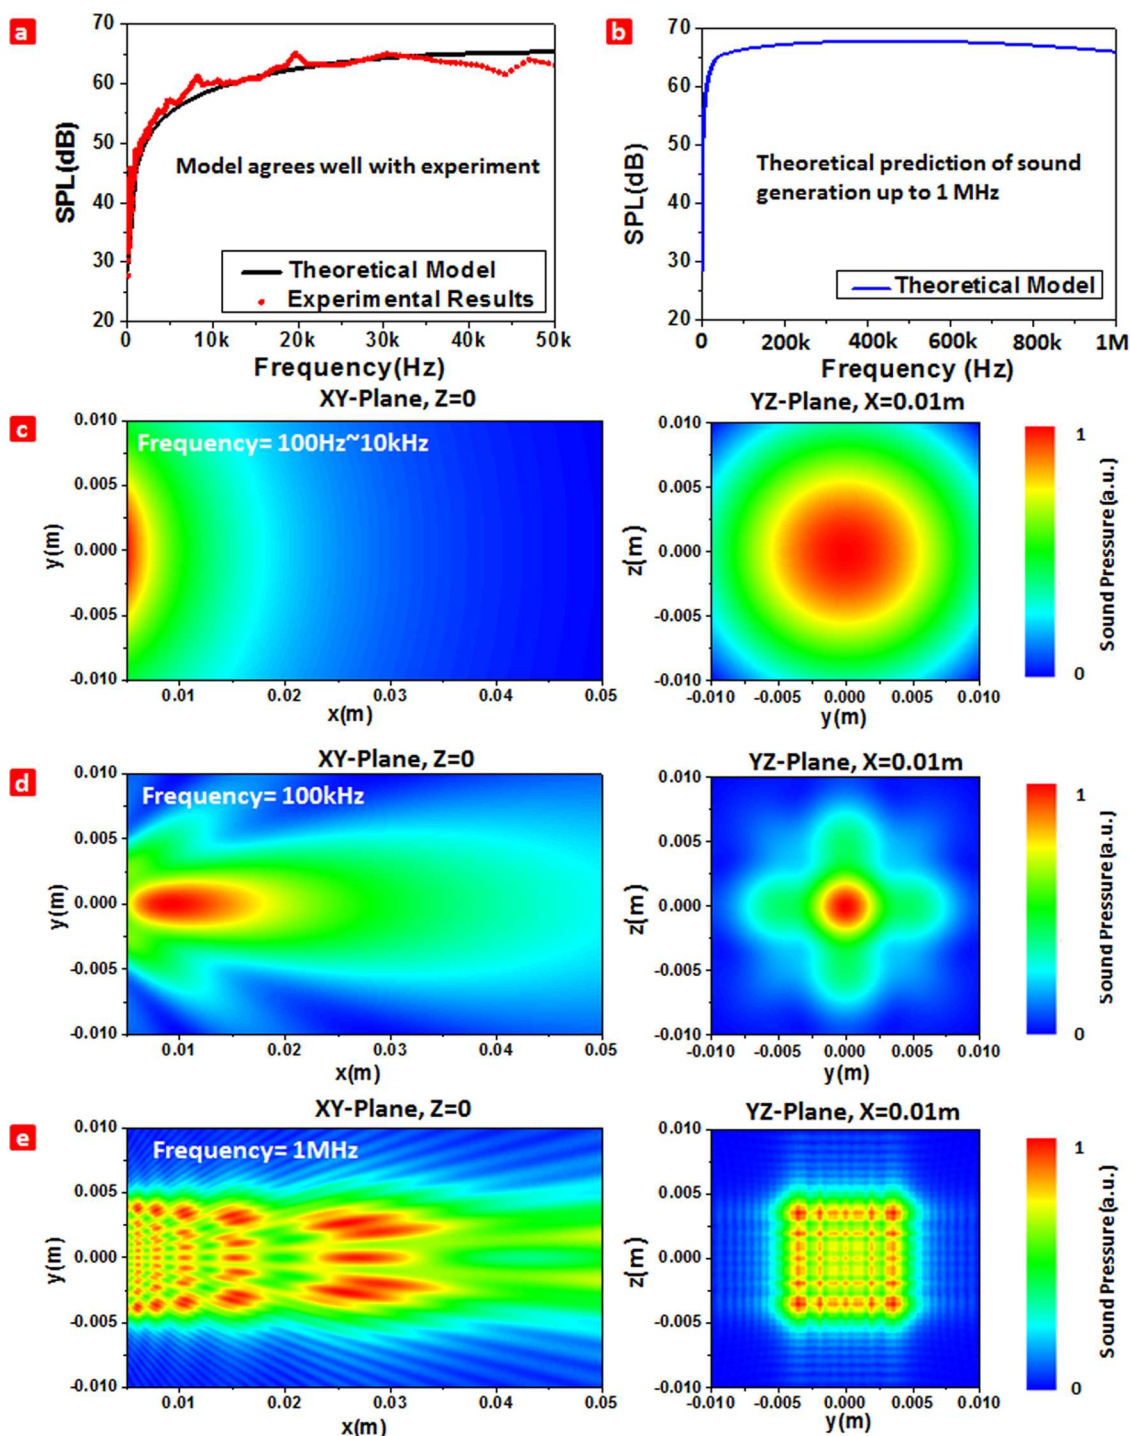 a
70
60
50
40
30
20
SPL(dB)
Model agrees well with experiment
Theoretical Model
Experimental Results
0
10k
20k
30k
40k
50k
Frequency(Hz)
b
70
60
50
40
30
20
SPL(dB)
Theoretical prediction of sound
generation up to 1 MHz
Theoretical Model
0
200k
400k
600k
800k
1M
Frequency (Hz)
c
XY-Plane, Z=0
Frequency= 100Hz~10kHz
0.010
0.005
0.000
-0.005
-0.010
y(m)
0.01
0.02
0.03
0.04
0.05
x(m)
YZ-Plane, X=0.01m
0.010
0.005
0.000
-0.005
-0.010
z(m)
-0.010
-0.005
0.000
0.005
0.010
y(m)
1
0
Sound Pressure(a.u.)
d
XY-Plane, Z=0
Frequency= 100kHz
0.010
0.005
0.000
-0.005
-0.010
y(m)
0.01
0.02
0.03
0.04
0.05
x(m)
YZ-Plane, X=0.01m
0.010
0.005
0.000
-0.005
-0.010
z(m)
-0.010
-0.005
0.000
0.005
0.010
y(m)
1
0
Sound Pressure(a.u.)
e
XY-Plane, Z=0
Frequency= 1MHz
0.010
0.005
0.000
-0.005
-0.010
y(m)
0.01
0.02
0.03
0.04
0.05
x(m)
YZ-Plane, X=0.01m
0.010
0.005
0.000
-0.005
-0.010
z(m)
-0.010
-0.005
0.000
0.005
0.010
y(m)
1
0
Sound Pressure(a.u.)